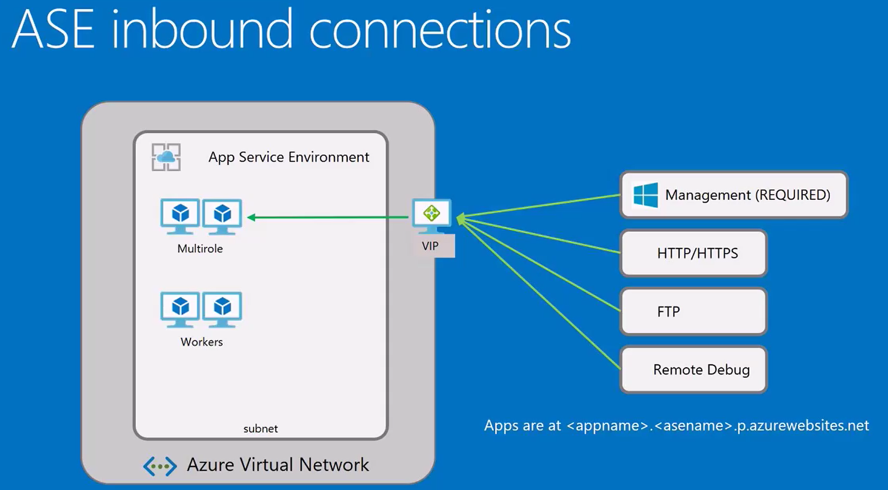 ASE inbound connections
App Service Environment
Multirole
Workers
subnet
Azure Virtual Network
VIP
Management (REQUIRED)
HTTP/HTTPS
FTP
Remote Debug
Apps are at <appname>.<asename>.p.azurewebsites.net